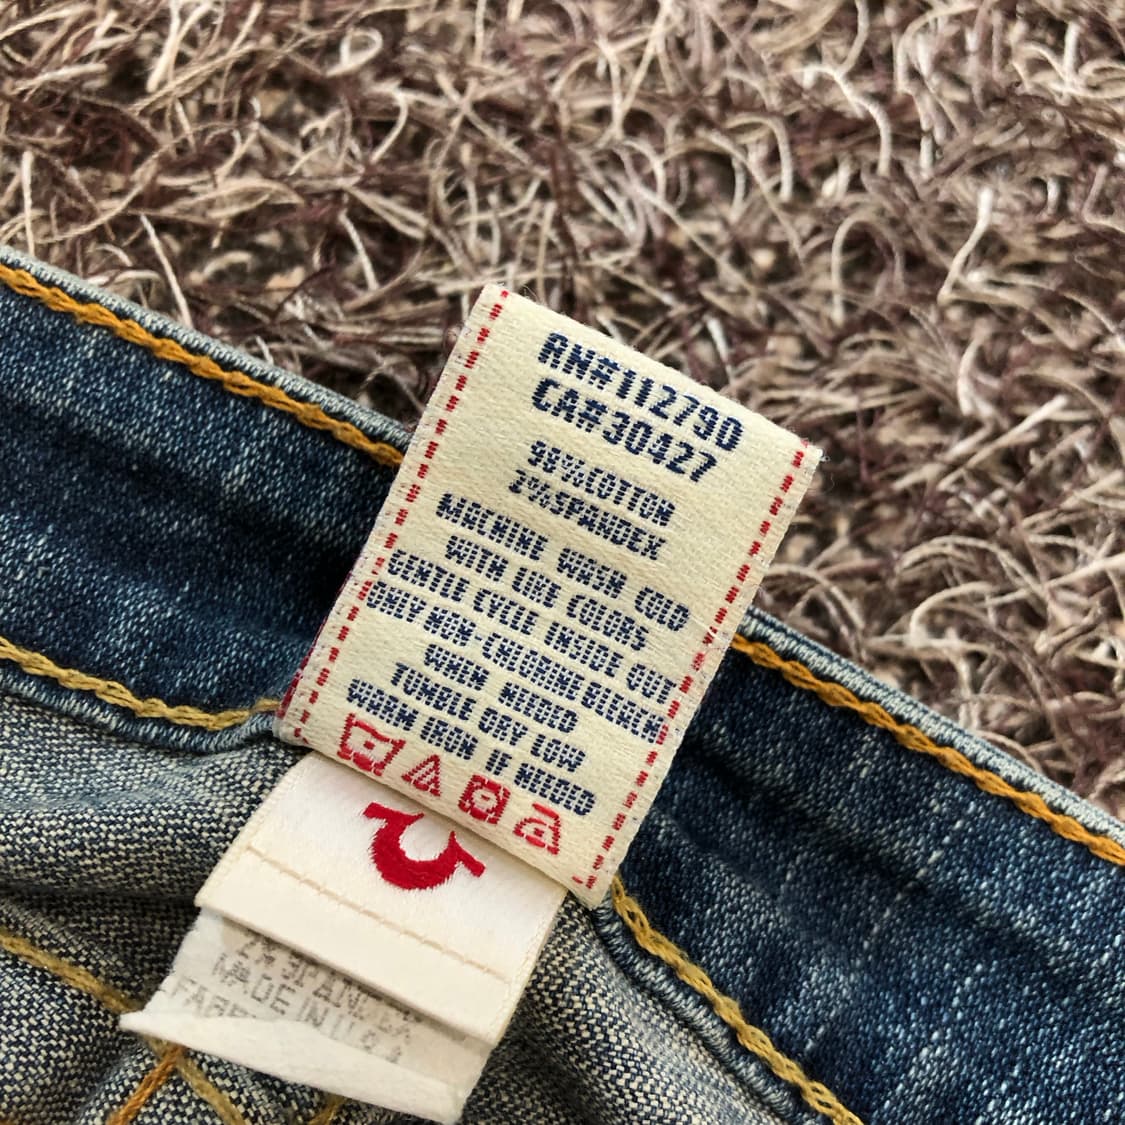 RN#112790
CA#30427
98%COTTON
2%SPANDEX
MACHINE WASH COLD
WITH LIKE COLORS
GENTLE CYCLE INSIDE OUT
ONLY NON-CHLORINE BLEACH
WHEN NEEDED
TUMBLE DRY LOW
WARM IRON IF NEEDED
2% SPANDEX
MADE IN U.S.A